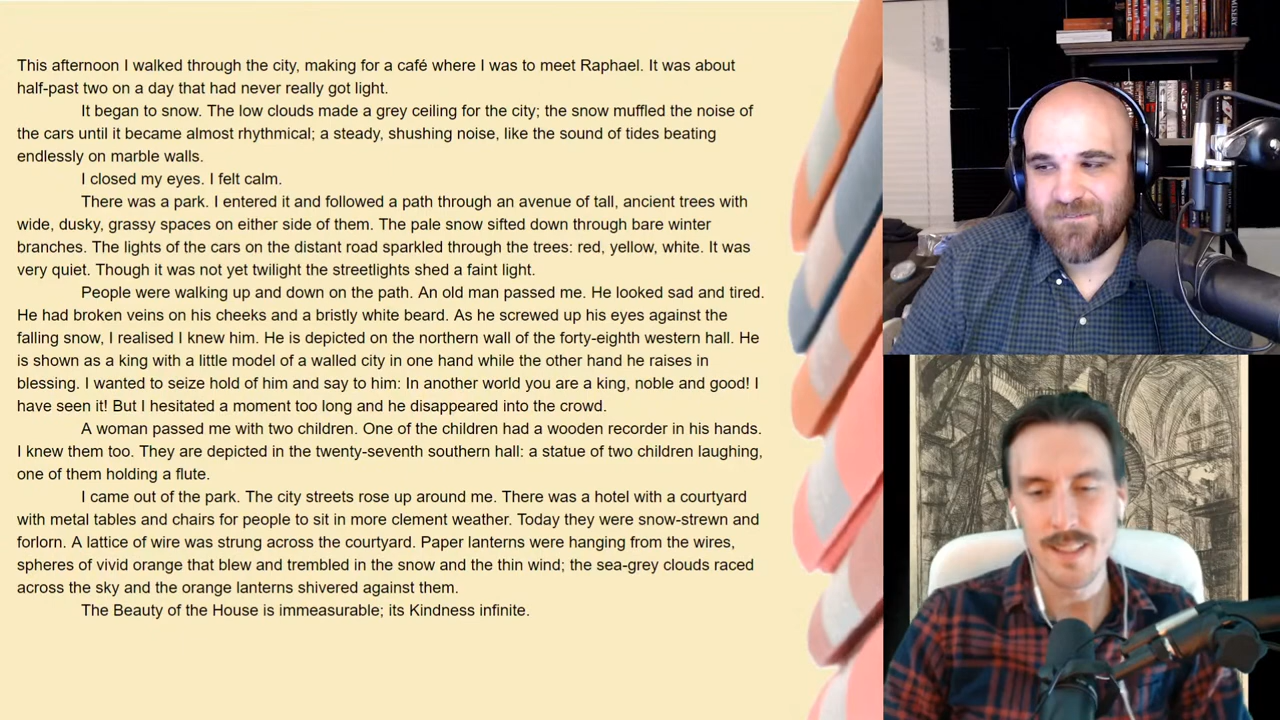 This afternoon I walked through the city, making for a café where I was to meet Raphael. It was about
half-past two on a day that had never really got light.
It began to snow. The low clouds made a grey ceiling for the city; the snow muffled the noise of
the cars until it became almost rhythmical; a steady, shushing noise, like the sound of tides beating
endlessly on marble walls.
I closed my eyes. I felt calm.
There was a park. I entered it and followed a path through an avenue of tall, ancient trees with
wide, dusky, grassy spaces on either side of them. The pale snow sifted down through bare winter
branches. The lights of the cars on the distant road sparkled through the trees: red, yellow, white. It was
very quiet. Though it was not yet twilight the streetlights shed a faint light.
People were walking up and down on the path. An old man passed me. He looked sad and tired.
He had broken veins on his cheeks and a bristly white beard. As he screwed up his eyes against the
falling snow, I realised I knew him. He is depicted on the northern wall of the forty-eighth western hall. He
is shown as a king with a little model of a walled city in one hand while the other hand he raises in
blessing. I wanted to seize hold of him and say to him: In another world you are a king, noble and good! I
have seen it! But I hesitated a moment too long and he disappeared into the crowd.
A woman passed me with two children. One of the children had a wooden recorder in his hands.
I knew them too. They are depicted in the twenty-seventh southern hall: a statue of two children laughing,
one of them holding a flute.
I came out of the park. The city streets rose up around me. There was a hotel with a courtyard
with metal tables and chairs for people to sit in more clement weather. Today they were snow-strewn and
forlorn. A lattice of wire was strung across the courtyard. Paper lanterns were hanging from the wires,
spheres of vivid orange that blew and trembled in the snow and the thin wind; the sea-grey clouds raced
across the sky and the orange lanterns shivered against them.
The Beauty of the House is immeasurable; its Kindness infinite.